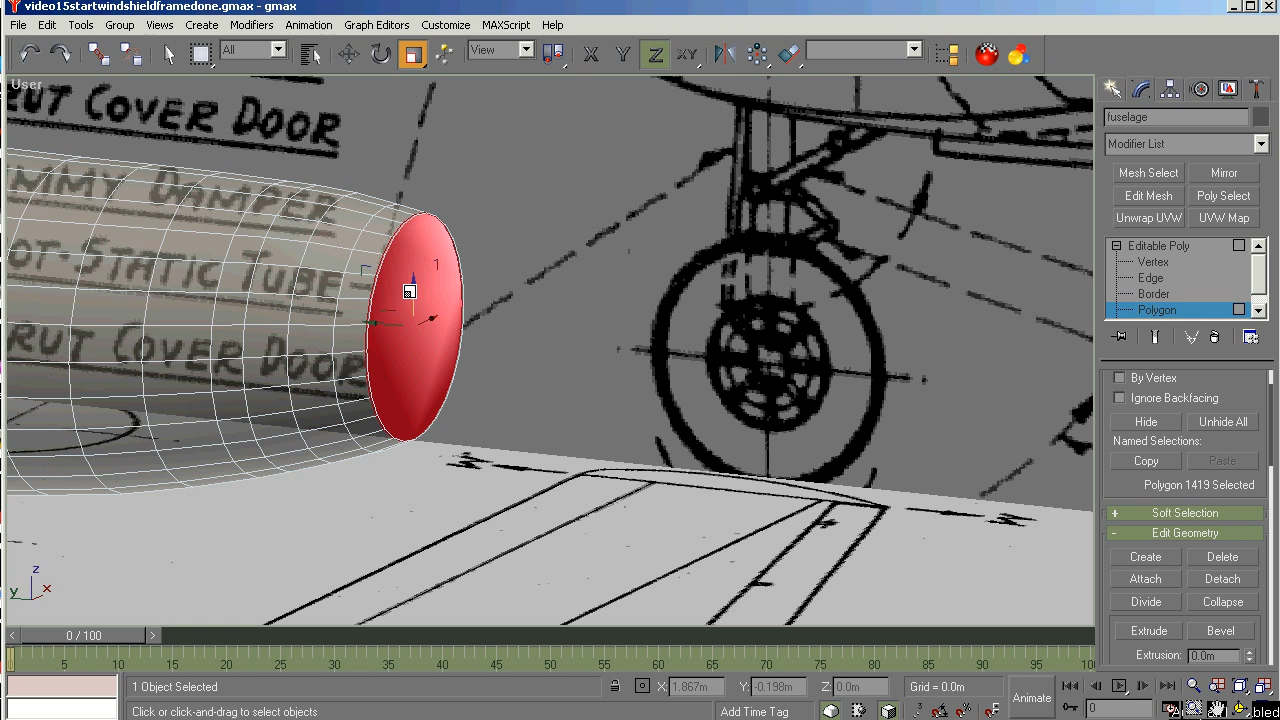 video15startwindshieldframedone.gmax - gmax
File Edit Tools Group Views Create Modifiers Animation Graph Editors Customize MAXScript Help
All View X Y Z XY
User
RUT COVER DOOR
MMY DAMPER
OT-STATIC TUBE-
RUT COVER DOOR
1
z
y x
fuselage
Modifier List
Mesh Select Mirror
Edit Mesh Poly Select
Unwrap UVW UVW Map
Editable Poly
Vertex
Edge
Border
Polygon
By Vertex
Ignore Backfacing
Hide Unhide All
Named Selections:
Copy Paste
Polygon 1419 Selected
+ Soft Selection
- Edit Geometry
Create Delete
Attach Detach
Divide Collapse
Extrude Bevel
Extrusion: 0.0m
< 0 / 100 >
5 10 15 20 25 30 35 40 45 50 55 60 65 70 75 80 85 90 95 100
1 Object Selected X: 1.867m Y: -0.198m Z: 0.0m Grid = 0.0m
Animate
0
Click or click-and-drag to select objects Add Time Tag